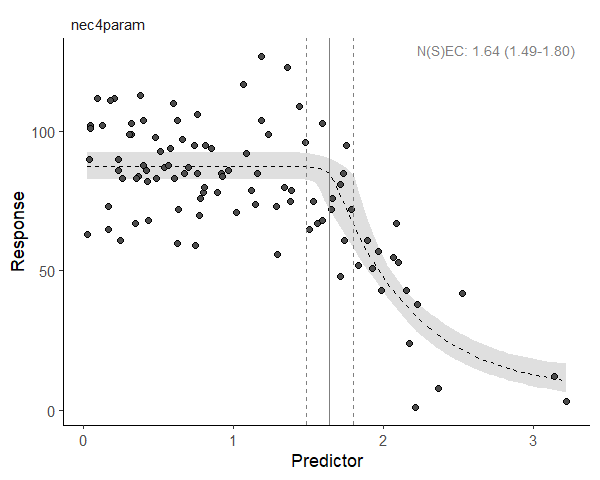 nec4param
N(S)EC: 1.64 (1.49-1.80)
Response
100
50
0
0 1 2 3
Predictor